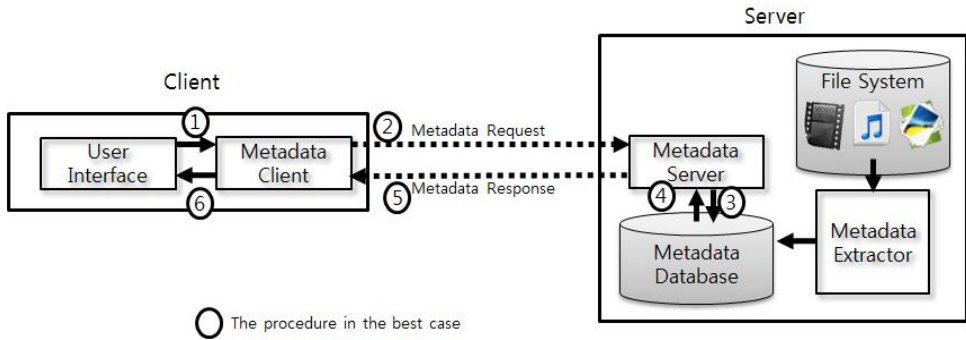 Server
Client
File System
VIDEO
①
② Metadata Request
User
Interface
Metadata
Client
Metadata
Server
⑤ Metadata Response
⑥
④
③
Metadata
Database
Metadata
Extractor
The procedure in the best case